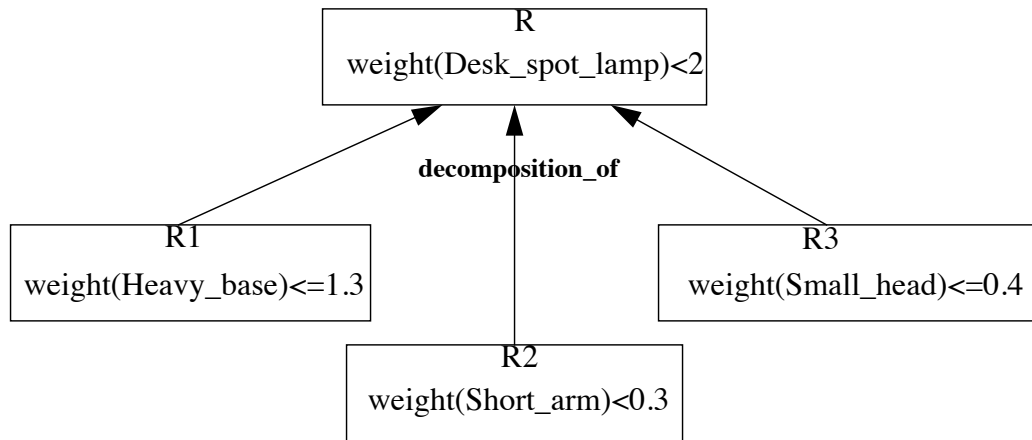 R
weight(Desk_spot_lamp)<2
decomposition_of
R1
weight(Heavy_base)<=1.3
R3
weight(Small_head)<=0.4
R2
weight(Short_arm)<0.3